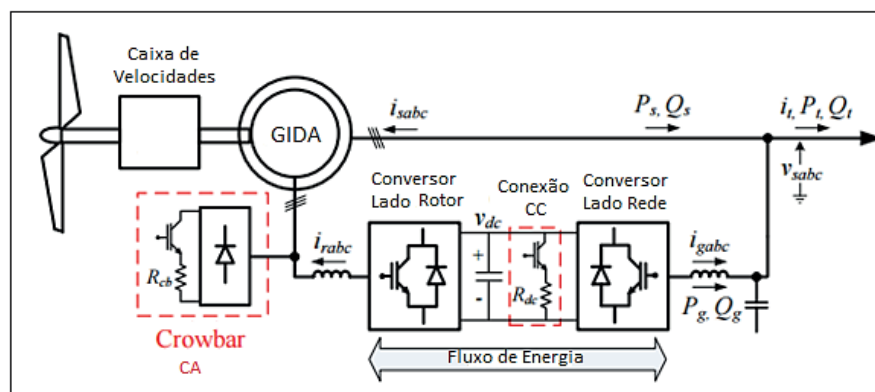 Caixa de
Velocidades
GIDA
i_sabc
P_s, Q_s
i_t, P_t, Q_t
v_sabc
Conversor
Lado Rotor
v_dc
+
-
Conexão
CC
R_dc
Conversor
Lado Rede
i_rabc
i_gabc
P_g, Q_g
R_cb
Crowbar
CA
Fluxo de Energia